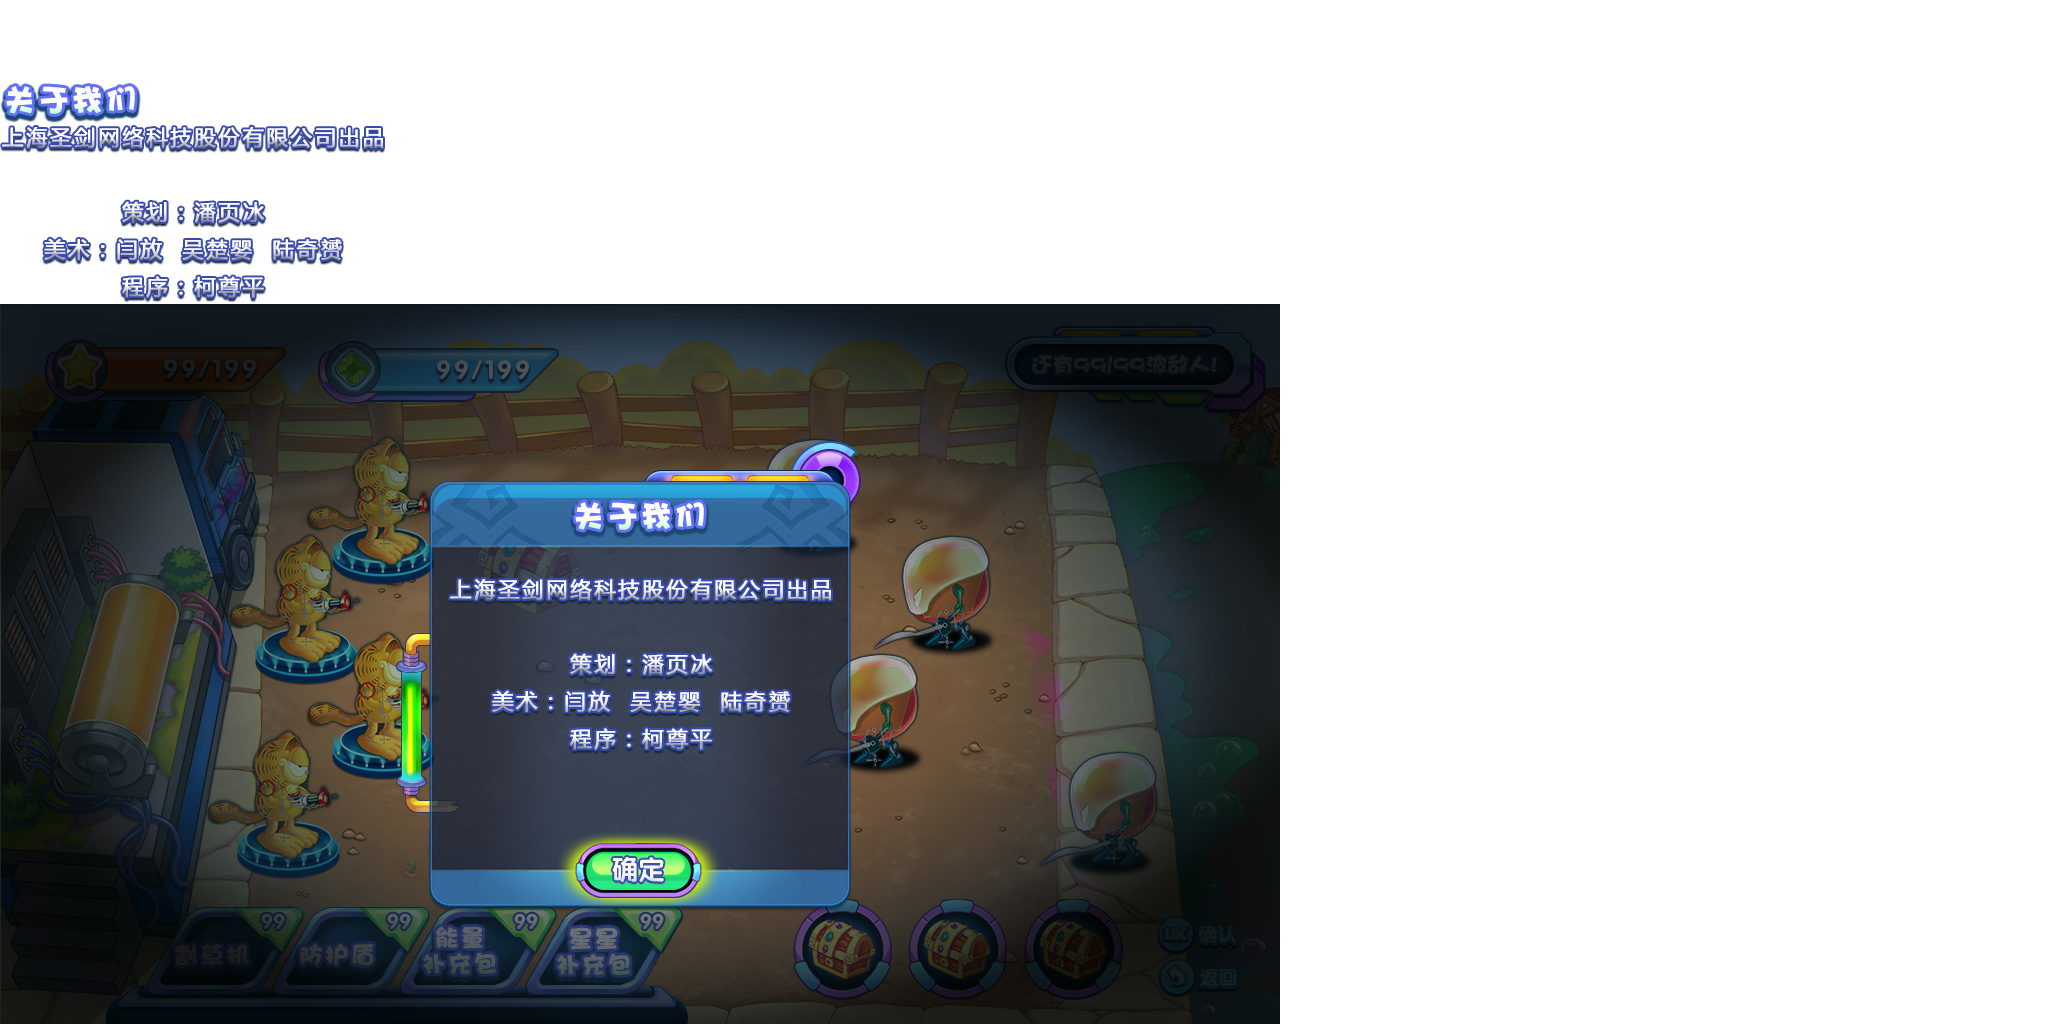 关于我们
上海圣剑网络科技股份有限公司出品
策划：潘页冰
美术：闫放 吴楚婴 陆奇赟
程序：柯尊平
99/199
99/199
还有99/99波敌人!
关于我们
上海圣剑网络科技股份有限公司出品
策划：潘页冰
美术：闫放 吴楚婴 陆奇赟
程序：柯尊平
确定
99
99
99
99
割草机
防护盾
能量
补充包
星星
补充包
OK 确认
返回